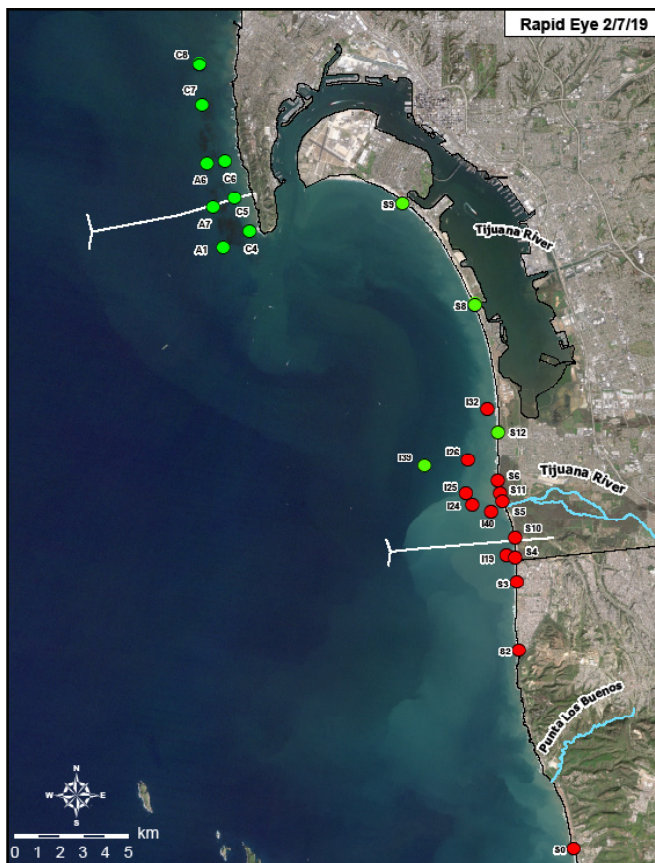 Rapid Eye 2/7/19
C8
C7
A6
C6
C5
A7
A1
C4
S9
Tijuana River
S8
I32
S12
I26
I39
S6
I25
S11
Tijuana River
I24
I40
S5
S10
I19
S4
S3
S2
Punta Los Buenos
N
W
E
S
km
0 1 2 3 4 5
S0